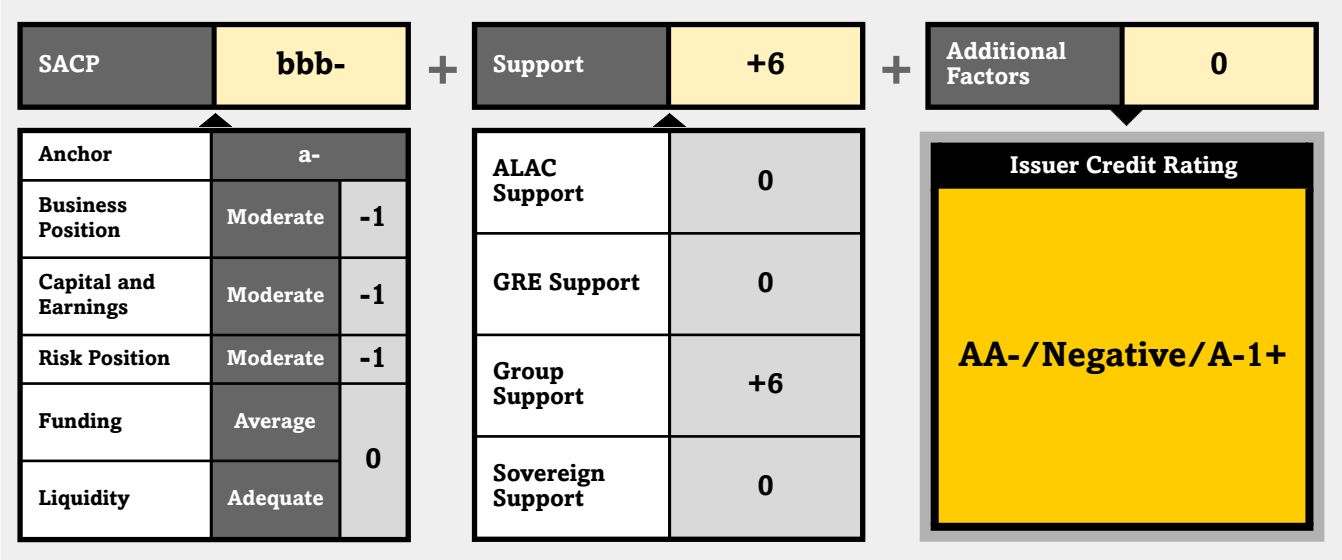 SACP
bbb-
+
Support
+6
+
Additional
Factors
0
Anchor
a-
Business
Position
Moderate
-1
Capital and
Earnings
Moderate
-1
Risk Position
Moderate
-1
Funding
Average
Liquidity
Adequate
0
ALAC
Support
0
GRE Support
0
Group
Support
+6
Sovereign
Support
0
Issuer Credit Rating
AA-/Negative/A-1+